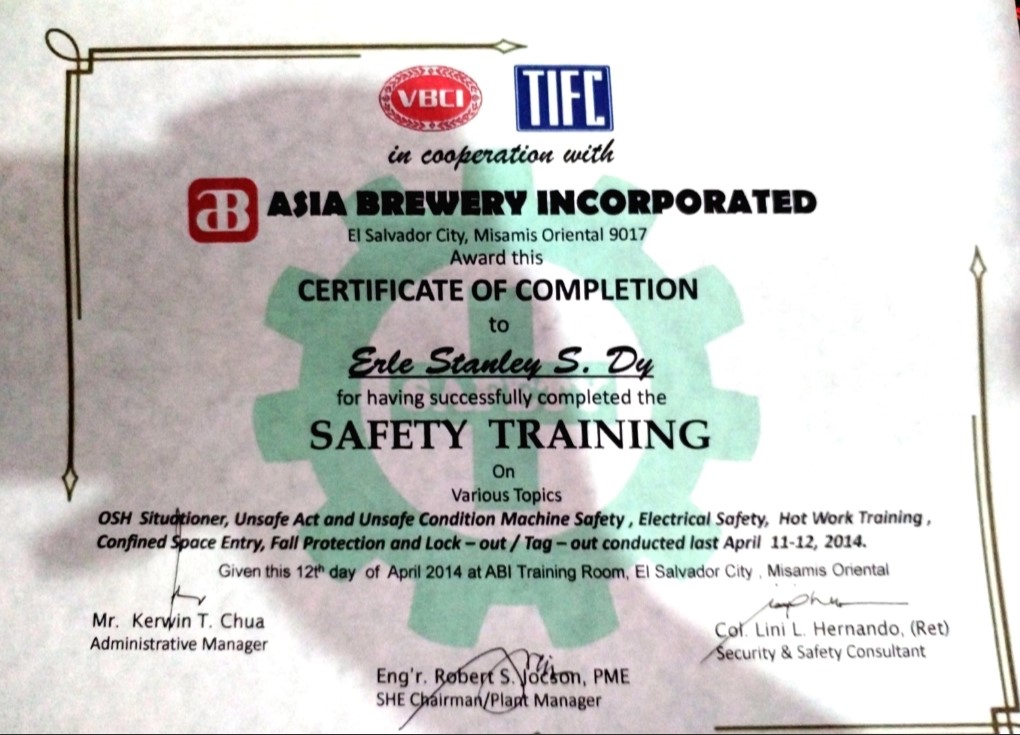 VBCI TIFC
in cooperation with
AB ASIA BREWERY INCORPORATED
El Salvador City, Misamis Oriental 9017
Award this
CERTIFICATE OF COMPLETION
to
Erle Stanley S. Dy
for having successfully completed the
SAFETY TRAINING
On
Various Topics
OSH Situationer, Unsafe Act and Unsafe Condition Machine Safety , Electrical Safety, Hot Work Training ,
Confined Space Entry, Fall Protection and Lock – out / Tag – out conducted last April 11-12, 2014.
Given this 12th day of April 2014 at ABI Training Room, El Salvador City , Misamis Oriental
Mr. Kerwin T. Chua
Administrative Manager
Col. Lini L. Hernando, (Ret)
Security & Safety Consultant
Eng'r. Robert S. Jocson, PME
SHE Chairman/Plant Manager